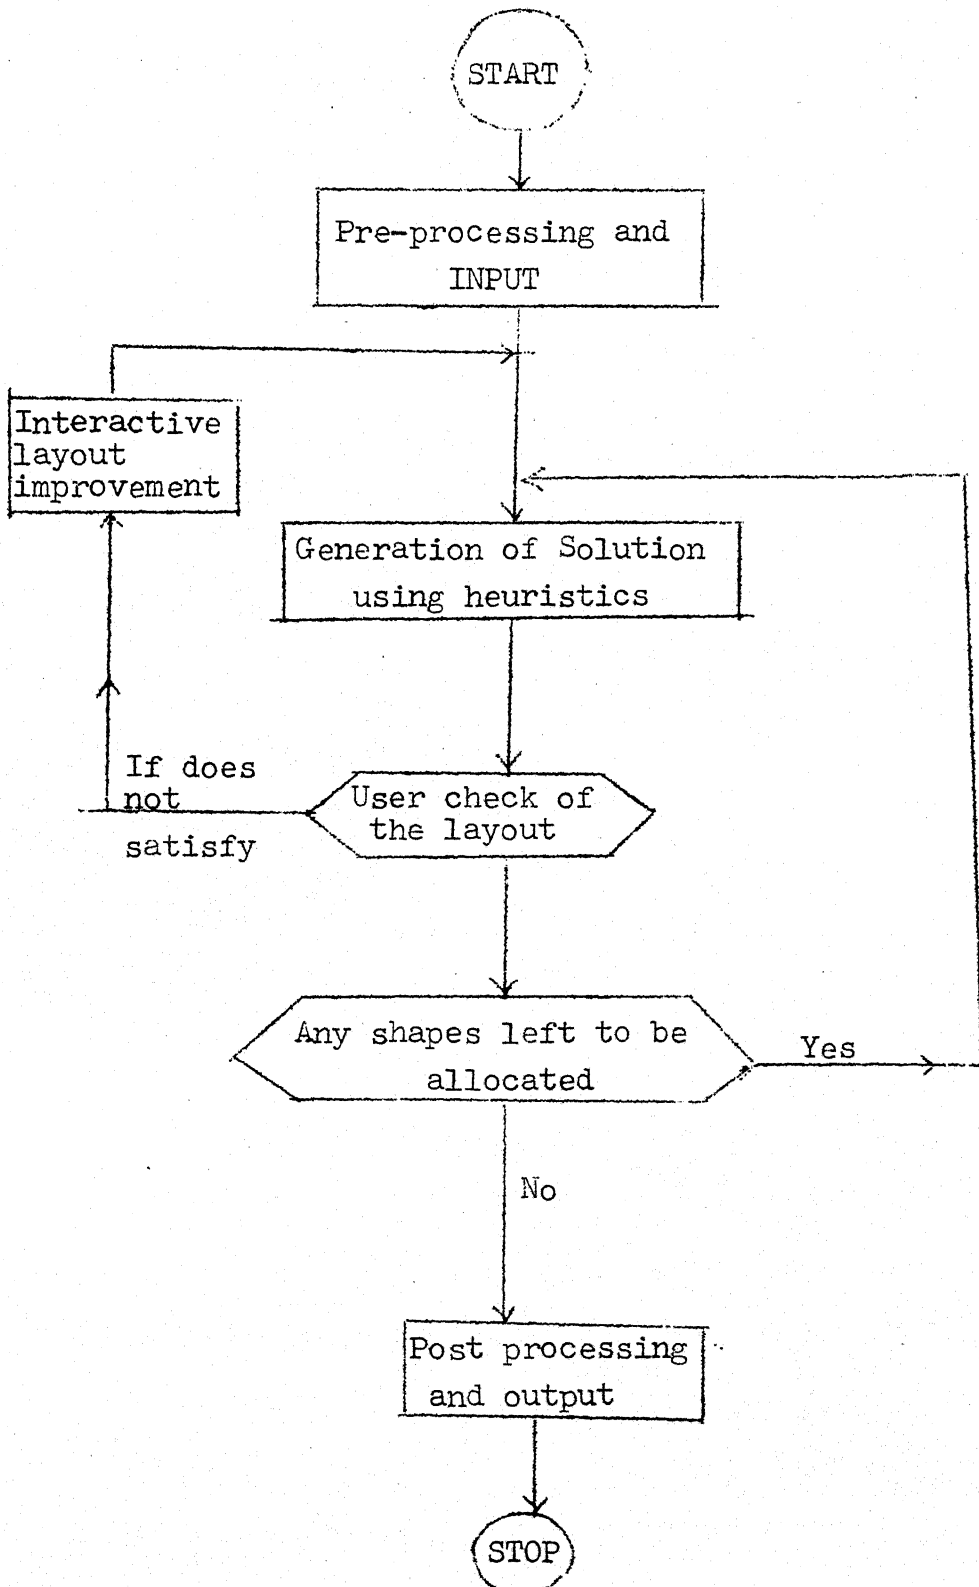 START
Pre-processing and
INPUT
Interactive
layout
improvement
Generation of Solution
using heuristics
If does
not
satisfy
User check of
the layout
Any shapes left to be
allocated
Yes
No
Post processing
and output
STOP